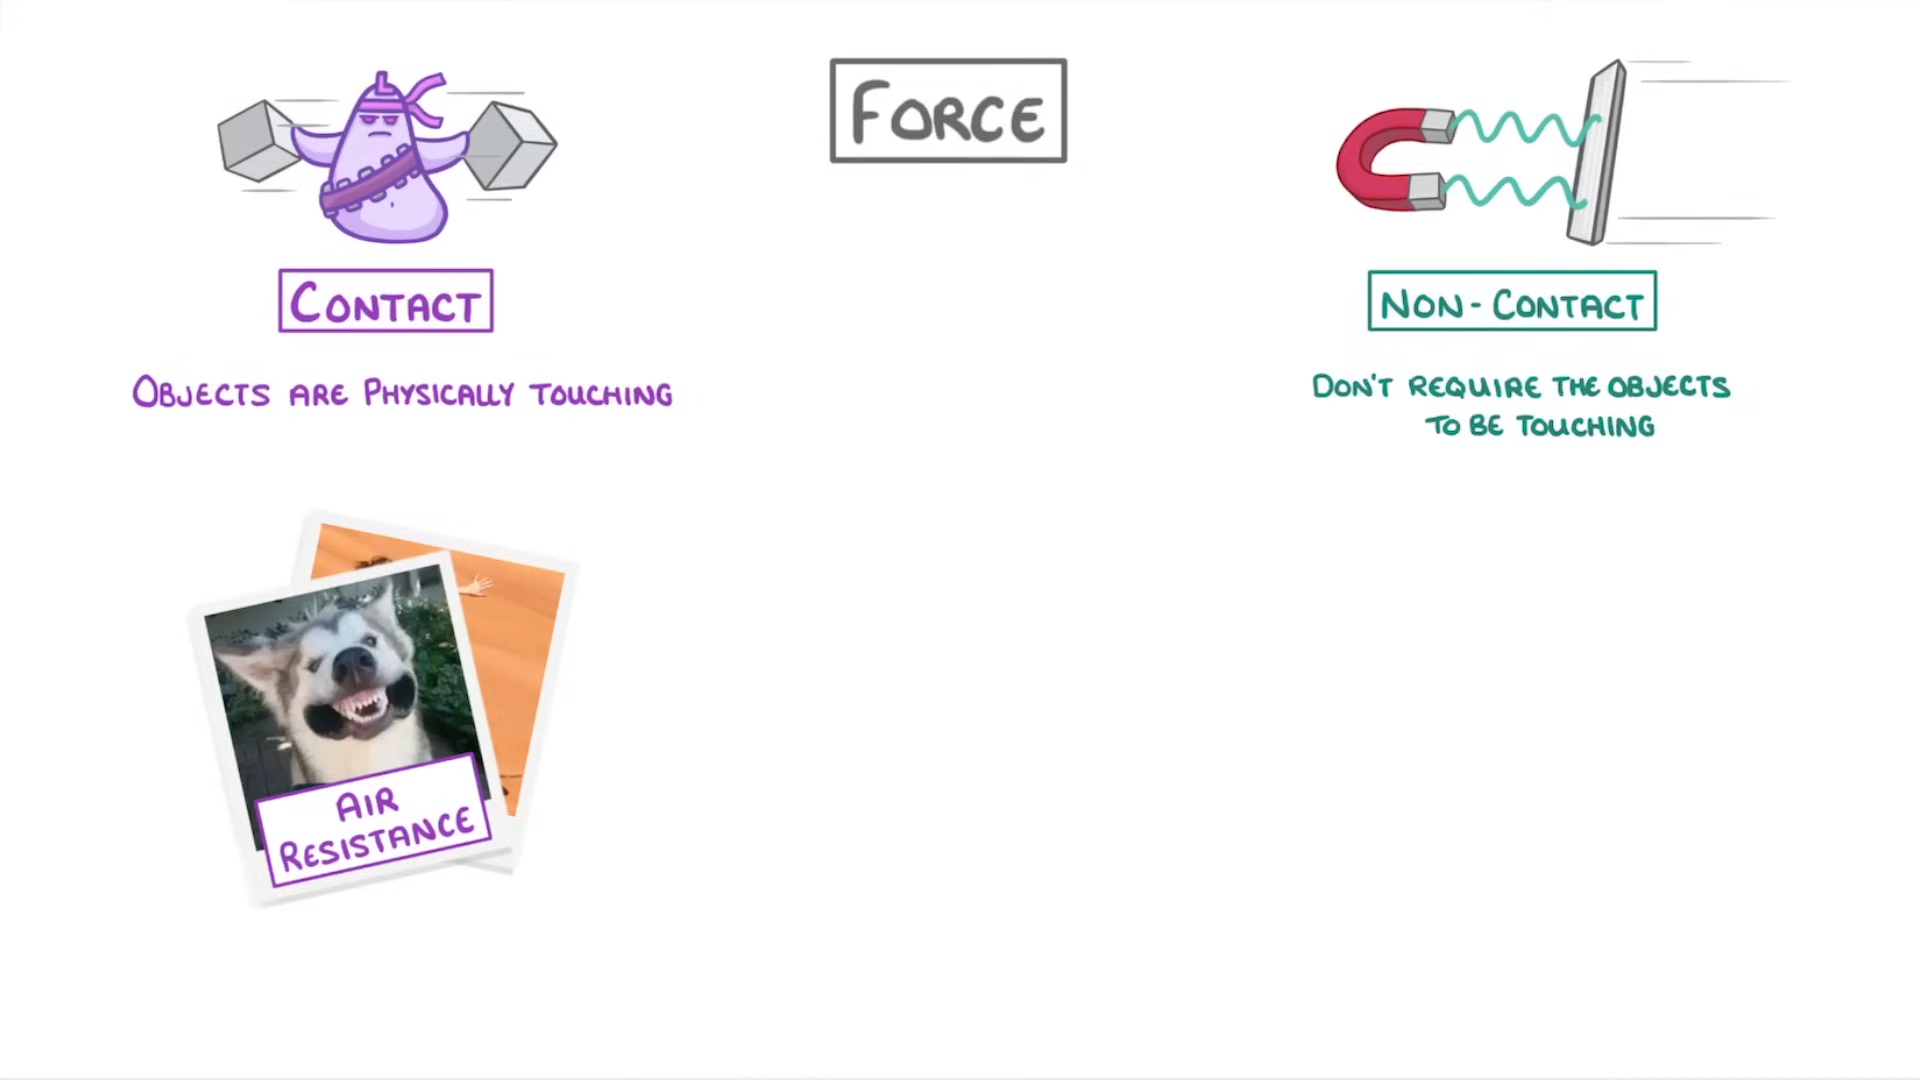 FORCE
CONTACT
NON-CONTACT
OBJECTS ARE PHYSICALLY TOUCHING
DON'T REQUIRE THE OBJECTS
TO BE TOUCHING
AIR
RESISTANCE